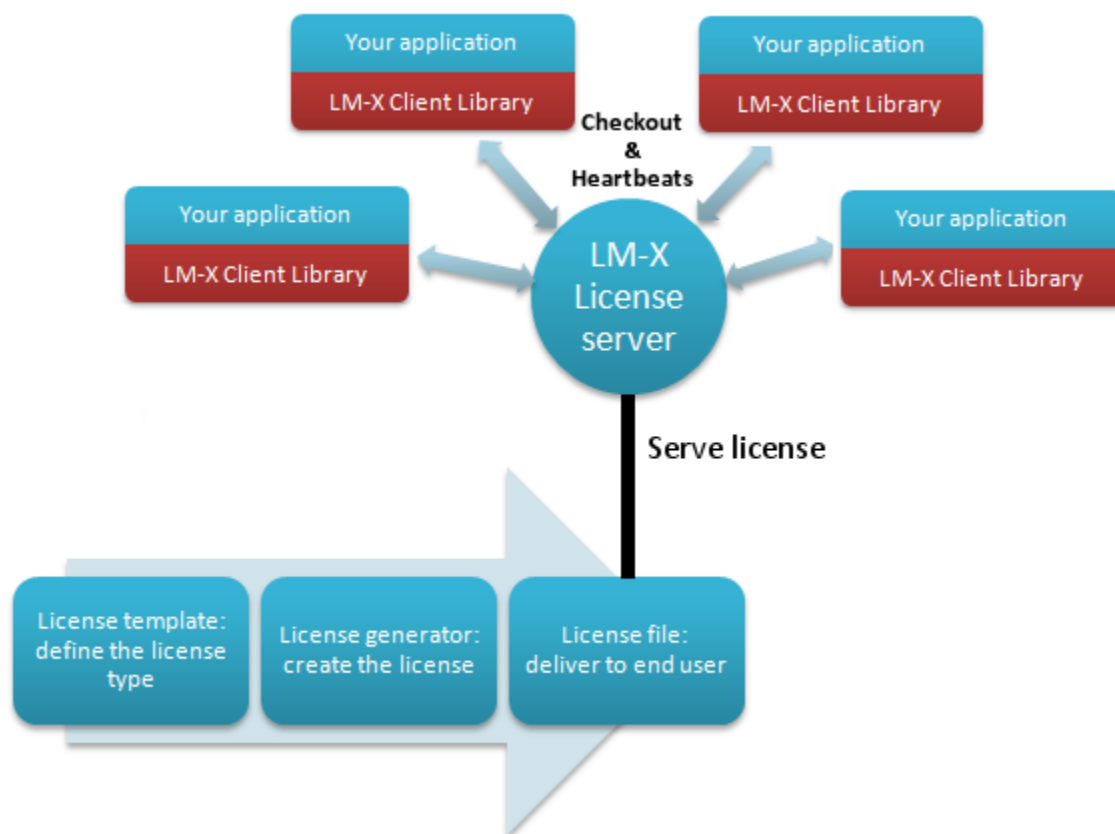 Your application
LM-X Client Library
Your application
LM-X Client Library
Checkout
&
Heartbeats
Your application
LM-X Client Library
Your application
LM-X Client Library
LM-X
License
server
Serve license
License template:
define the license
type
License generator:
create the license
License file:
deliver to end user